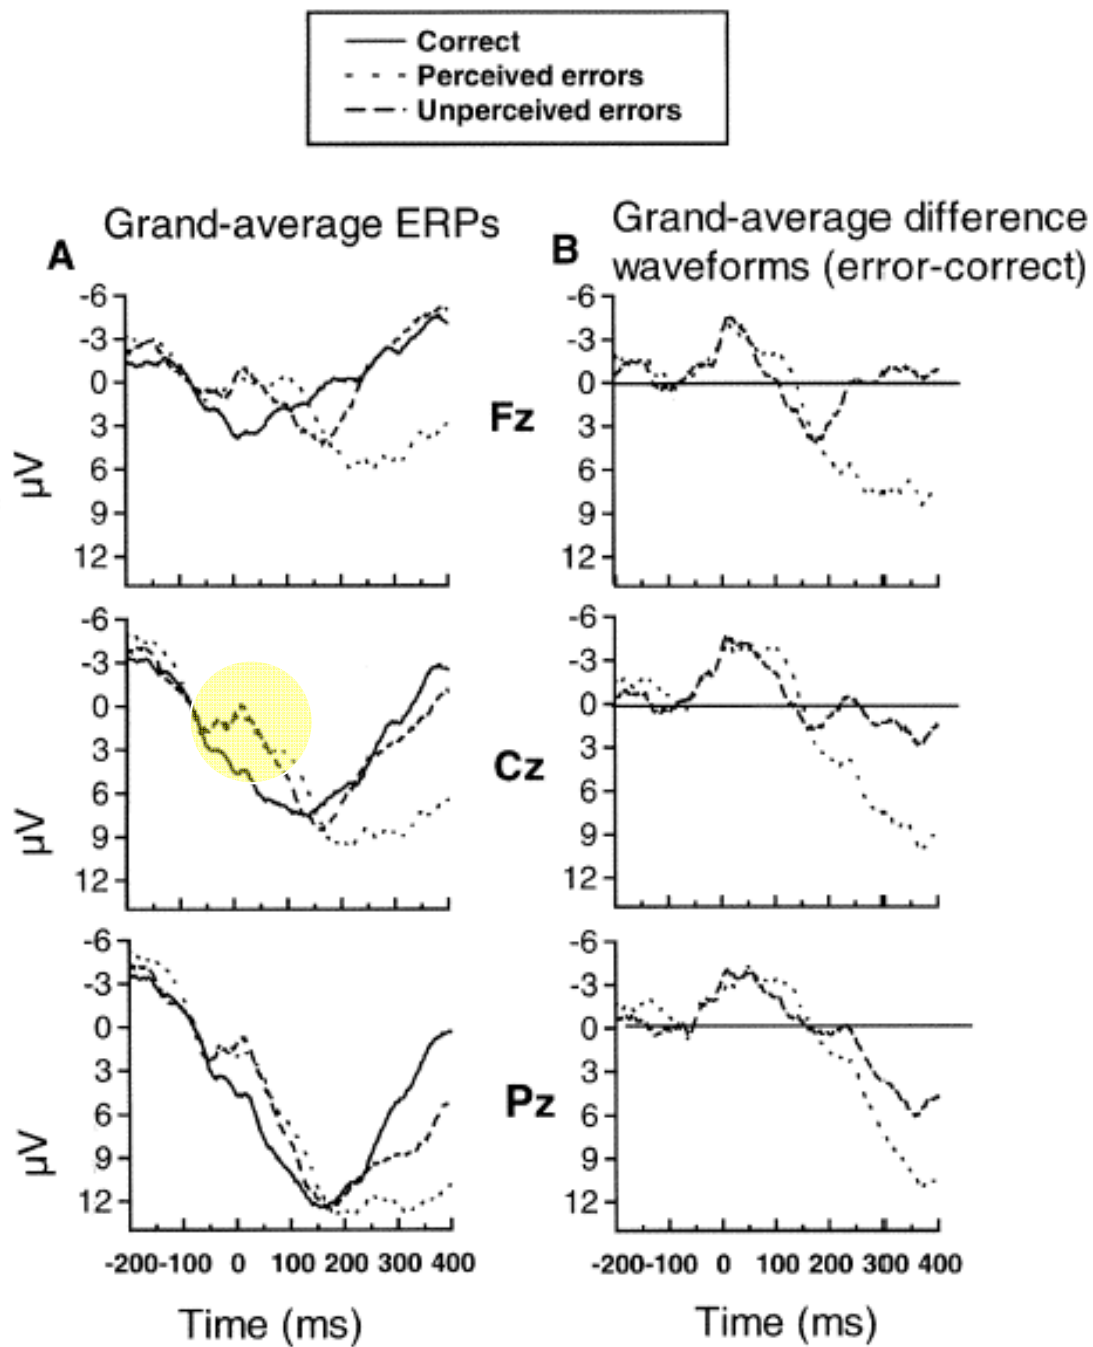 Correct
Perceived errors
Unperceived errors
Grand-average ERPs
A
Grand-average difference
waveforms (error-correct)
B
-6
-3
0
3
6
9
12
µV
Fz
-6
-3
0
3
6
9
12
-6
-3
0
3
6
9
12
µV
Cz
-6
-3
0
3
6
9
12
-6
-3
0
3
6
9
12
µV
Pz
-6
-3
0
3
6
9
12
-200 -100 0 100 200 300 400
Time (ms)
-200 -100 0 100 200 300 400
Time (ms)